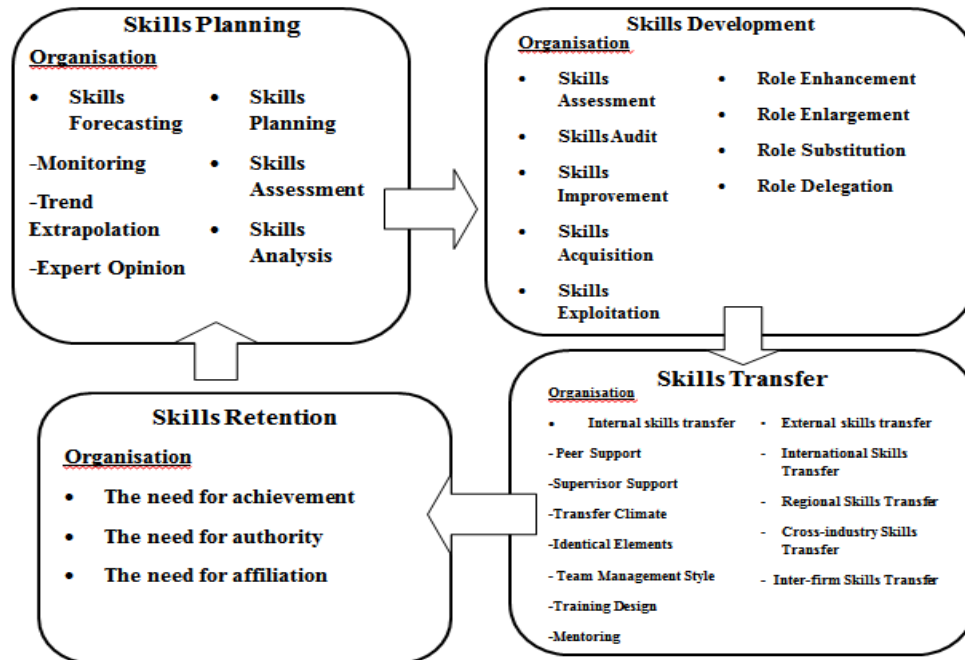 Skills Planning
Organisation
• Skills
Forecasting
-Monitoring
-Trend
Extrapolation
-Expert Opinion
• Skills
Planning
• Skills
Assessment
• Skills
Analysis
Skills Development
Organisation
• Skills
Assessment
• Skills Audit
• Skills
Improvement
• Skills
Acquisition
• Skills
Exploitation
• Role Enhancement
• Role Enlargement
• Role Substitution
• Role Delegation
Skills Transfer
Organisation
• Internal skills transfer
- Peer Support
-Supervisor Support
-Transfer Climate
-Identical Elements
- Team Management Style
-Training Design
-Mentoring
- External skills transfer
- International Skills
Transfer
- Regional Skills Transfer
- Cross-industry Skills
Transfer
- Inter-firm Skills Transfer
Skills Retention
Organisation
• The need for achievement
• The need for authority
• The need for affiliation